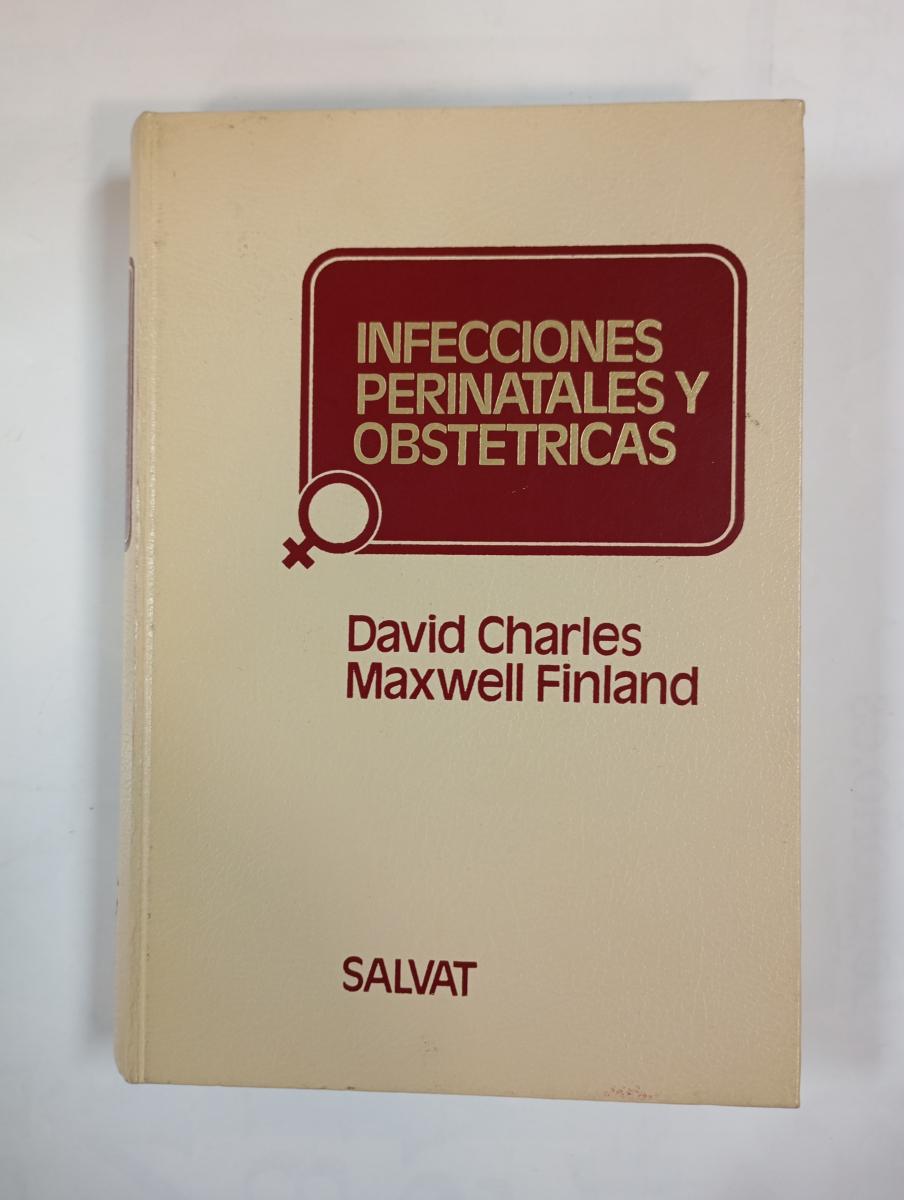 INFECCIONES
PERINATALES Y
OBSTETRICAS
David Charles
Maxwell Finland
SALVAT